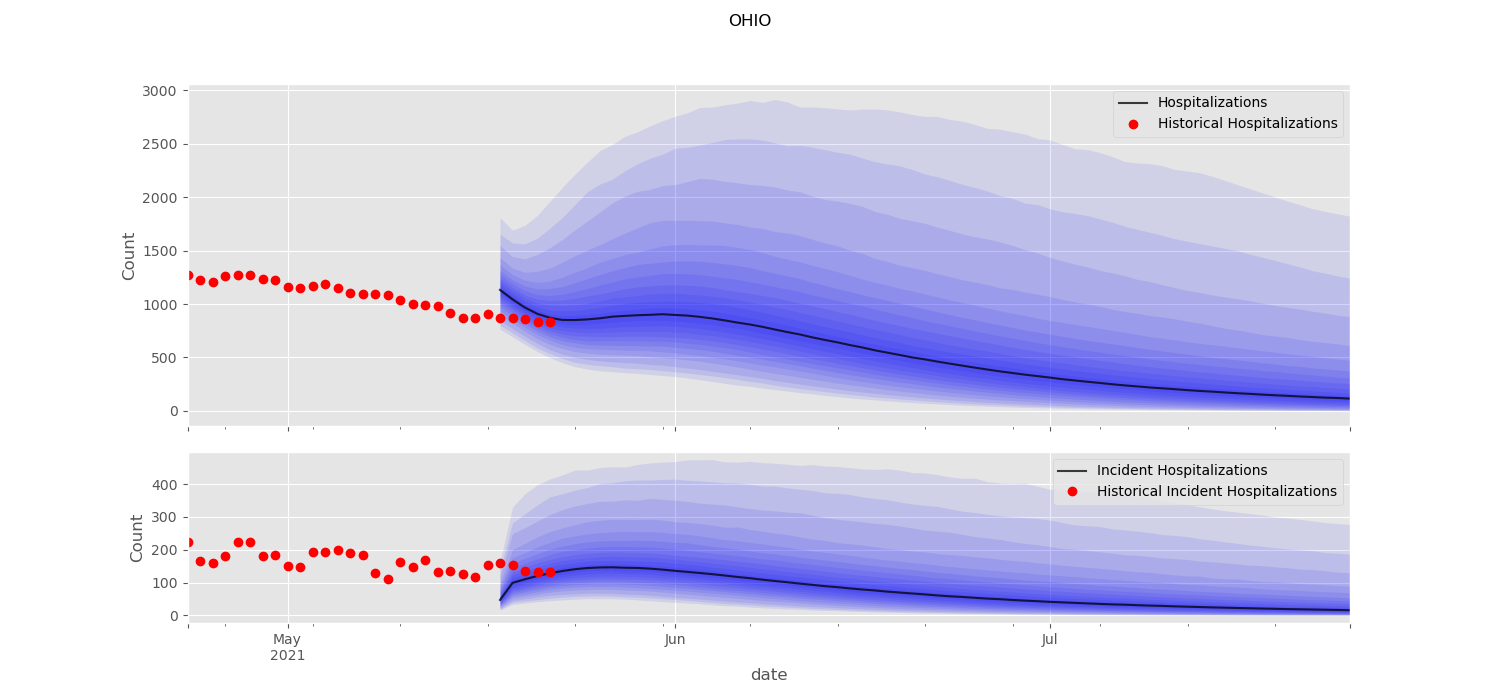 OHIO
3000
2500
2000
1500
1000
500
0
Count
Hospitalizations
Historical Hospitalizations
400
300
200
100
0
Count
Incident Hospitalizations
Historical Incident Hospitalizations
May
2021
Jun
Jul
date